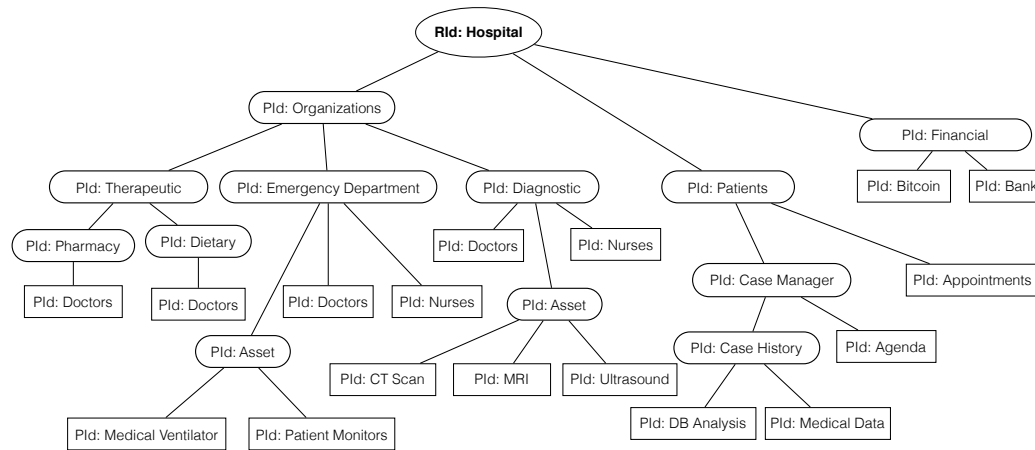 RId: Hospital
PId: Organizations
PId: Financial
PId: Therapeutic
PId: Emergency Department
PId: Diagnostic
PId: Patients
PId: Bitcoin
PId: Bank
PId: Pharmacy
PId: Dietary
PId: Doctors
PId: Nurses
PId: Doctors
PId: Doctors
PId: Doctors
PId: Nurses
PId: Asset
PId: Case Manager
PId: Appointments
PId: Asset
PId: CT Scan
PId: MRI
PId: Ultrasound
PId: Case History
PId: Agenda
PId: Medical Ventilator
PId: Patient Monitors
PId: DB Analysis
PId: Medical Data